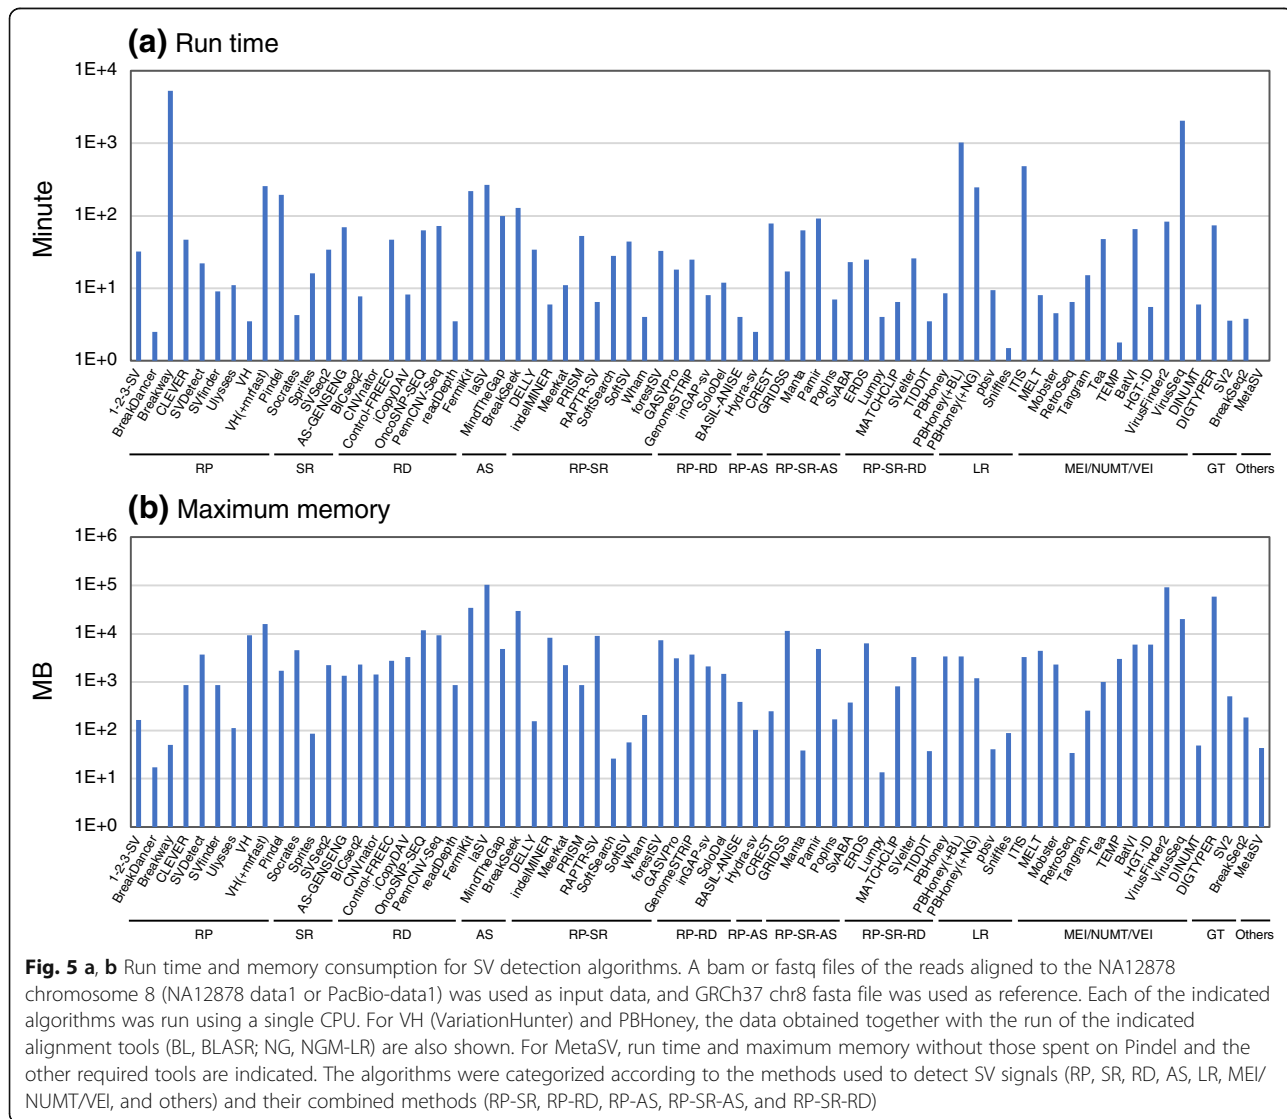 (a) Run time
Minute
1E+4
1E+3
1E+2
1E+1
1E+0
1-2-3-SV
BreakDancer
Breakway
CLEVER
SVDetect
SVfinder
Ulysses
VH
VH(+mrfast)
Pindel
Socrates
Sprites
SVSeq2
AS-GENSENG
BICseq2
CNVnator
Control-FREEC
iCopyDAV
OncoSNP-SEQ
PennCNV-Seq
readDepth
FermiKit
laSV
MindTheGap
BreakSeek
DELLY
indelMINER
Meerkat
PRISM
RAPTR-SV
SoftSearch
SoftSV
Wham
forestSV
GASVPro
GenomeSTRiP
inGAP-sv
SoloDel
BASIL-ANISE
Hydra-sv
CREST
GRIDSS
Manta
Pamir
PopIns
SvABA
ERDS
Lumpy
MATCHCLIP
SVelter
TIDDIT
PBHoney
PBHoney(+BL)
PBHoney(+NG)
pbsv
Sniffles
ITIS
MELT
Mobster
RetroSeq
Tangram
Tea
TEMP
BatVI
HGT-ID
VirusFinder2
VirusSeq
DINUMT
DIGTYPER
SV2
BreakSeq2
MetaSV
RP SR RD AS RP-SR RP-RD RP-AS RP-SR-AS RP-SR-RD LR MEI/NUMT/VEI GT Others
(b) Maximum memory
MB
1E+6
1E+5
1E+4
1E+3
1E+2
1E+1
1E+0
1-2-3-SV
BreakDancer
Breakway
CLEVER
SVDetect
SVfinder
Ulysses
VH
VH(+mrfast)
Pindel
Socrates
Sprites
SVSeq2
AS-GENSENG
BICseq2
CNVnator
Control-FREEC
iCopyDAV
OncoSNP-SEQ
PennCNV-Seq
readDepth
FermiKit
laSV
MindTheGap
BreakSeek
DELLY
indelMINER
Meerkat
PRISM
RAPTR-SV
SoftSearch
SoftSV
Wham
forestSV
GASVPro
GenomeSTRiP
inGAP-sv
SoloDel
BASIL-ANISE
Hydra-sv
CREST
GRIDSS
Manta
Pamir
PopIns
SvABA
ERDS
Lumpy
MATCHCLIP
SVelter
TIDDIT
PBHoney
PBHoney(+BL)
PBHoney(+NG)
pbsv
Sniffles
ITIS
MELT
Mobster
RetroSeq
Tangram
Tea
TEMP
BatVI
HGT-ID
VirusFinder2
VirusSeq
DINUMT
DIGTYPER
SV2
BreakSeq2
MetaSV
RP SR RD AS RP-SR RP-RD RP-AS RP-SR-AS RP-SR-RD LR MEI/NUMT/VEI GT Others
Fig. 5 a, b Run time and memory consumption for SV detection algorithms. A bam or fastq files of the reads aligned to the NA12878
chromosome 8 (NA12878 data1 or PacBio-data1) was used as input data, and GRCh37 chr8 fasta file was used as reference. Each of the indicated
algorithms was run using a single CPU. For VH (VariationHunter) and PBHoney, the data obtained together with the run of the indicated
alignment tools (BL, BLASR; NG, NGM-LR) are also shown. For MetaSV, run time and maximum memory without those spent on Pindel and the
other required tools are indicated. The algorithms were categorized according to the methods used to detect SV signals (RP, SR, RD, AS, LR, MEI/
NUMT/VEI, and others) and their combined methods (RP-SR, RP-RD, RP-AS, RP-SR-AS, and RP-SR-RD)